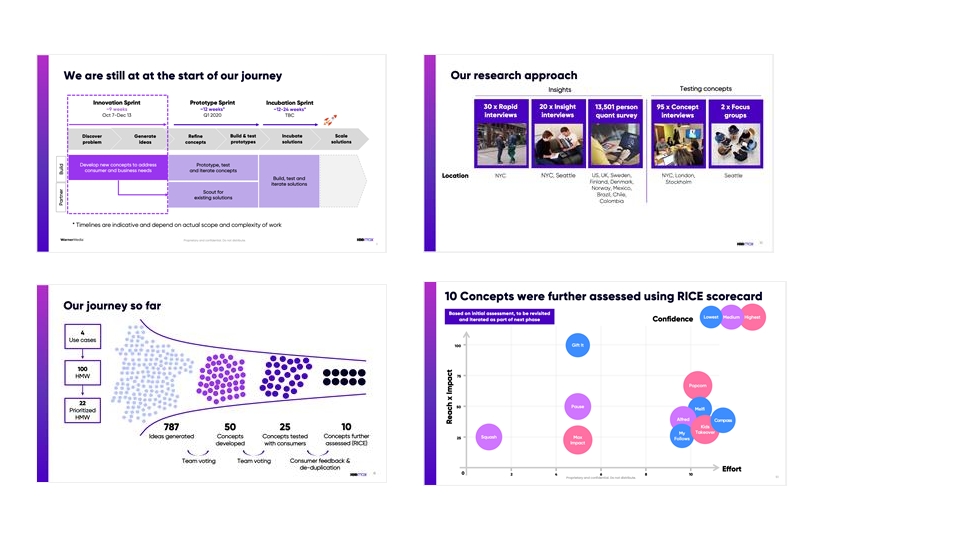 We are still at at the start of our journey
Innovation Sprint
~9 weeks
Oct 7-Dec 13
Prototype Sprint
~12 weeks*
Q1 2020
Incubation Sprint
~12-24 weeks*
TBC
Discover problem
Generate ideas
Refine concepts
Build & test prototypes
Incubate solutions
Scale solutions
Build
Develop new concepts to address consumer and business needs
Prototype, test and iterate concepts
Build, test and iterate solutions
Partner
Scout for existing solutions
* Timelines are indicative and depend on actual scope and complexity of work
WarnerMedia
Proprietary and confidential. Do not distribute.
HBO max
Our research approach
Insights
Testing concepts
30 x Rapid interviews
20 x Insight interviews
13,501 person quant survey
95 x Concept interviews
2 x Focus groups
Location
NYC
NYC, Seattle
US, UK, Sweden,
Finland, Denmark,
Norway, Mexico,
Brazil, Chile,
Colombia
NYC, London,
Stockholm
Seattle
HBO max
Our journey so far
4
Use cases
100
HMW
22
Prioritized
HMW
787
Ideas generated
50
Concepts
developed
25
Concepts tested
with consumers
10
Concepts further
assessed (RICE)
Team voting
Team voting
Consumer feedback &
de-duplication
HBO max
10 Concepts were further assessed using RICE scorecard
Based on initial assessment, to be revisited
and iterated as part of next phase
Confidence
Lowest
Medium
Highest
Reach x Impact
100
75
50
25
0
2
4
6
8
10
Effort
Gift It
Popcorn
Pause
Melt
Alfred
Compass
Kids
Takeover
My
Follows
Squash
Max
Impact
Proprietary and confidential. Do not distribute.